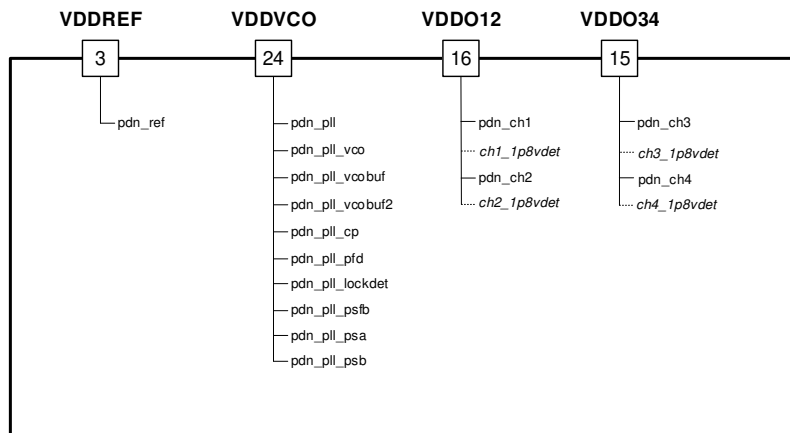 VDDREF VDDVCO VDDO12 VDDO34
3 24 16 15
pdn_ref
pdn_pll
pdn_pll_vco
pdn_pll_vcobuf
pdn_pll_vcobuf2
pdn_pll_cp
pdn_pll_pfd
pdn_pll_lockdet
pdn_pll_psfb
pdn_pll_psa
pdn_pll_psb
pdn_ch1
ch1_1p8vdet
pdn_ch2
ch2_1p8vdet
pdn_ch3
ch3_1p8vdet
pdn_ch4
ch4_1p8vdet